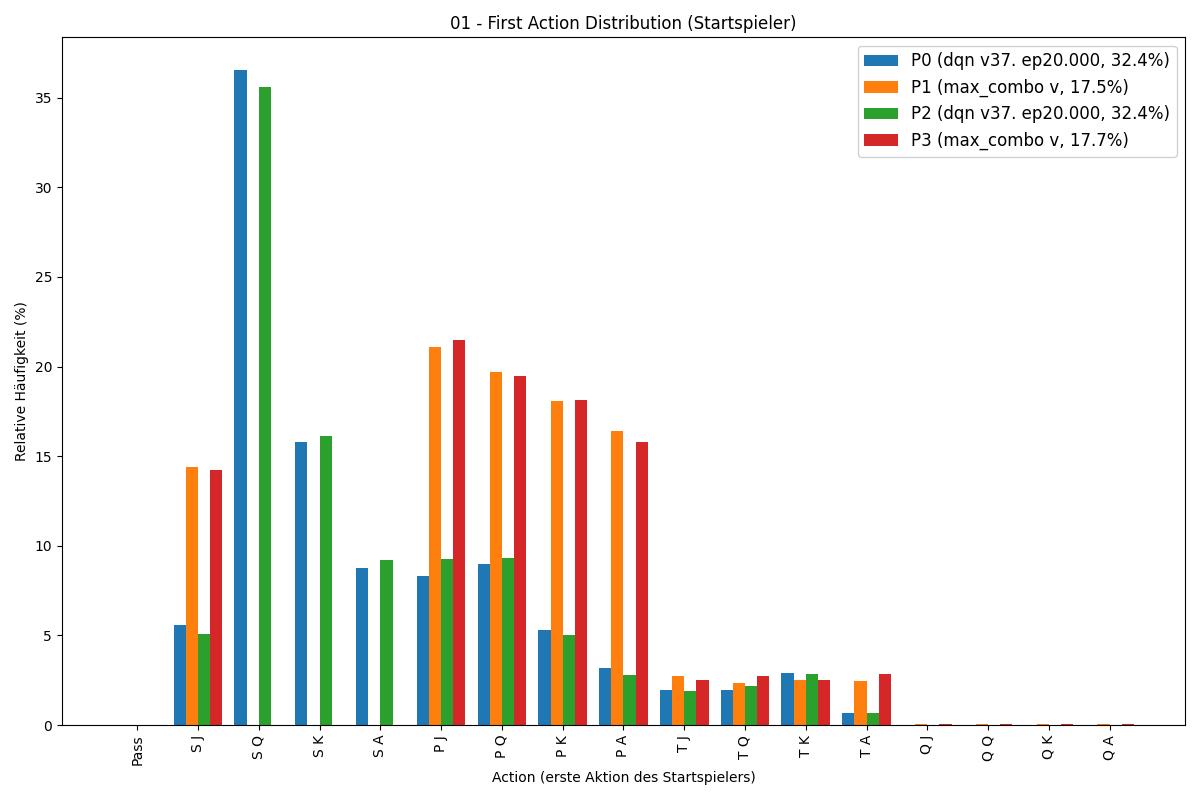 01 - First Action Distribution (Startspieler)
P0 (dqn v37. ep20.000, 32.4%)
P1 (max_combo v, 17.5%)
P2 (dqn v37. ep20.000, 32.4%)
P3 (max_combo v, 17.7%)
Relative Häufigkeit (%)
35
30
25
20
15
10
5
0
Pass
S J
S Q
S K
S A
P J
P Q
P K
P A
T J
T Q
T K
T A
Q J
Q Q
Q K
Q A
Action (erste Aktion des Startspielers)